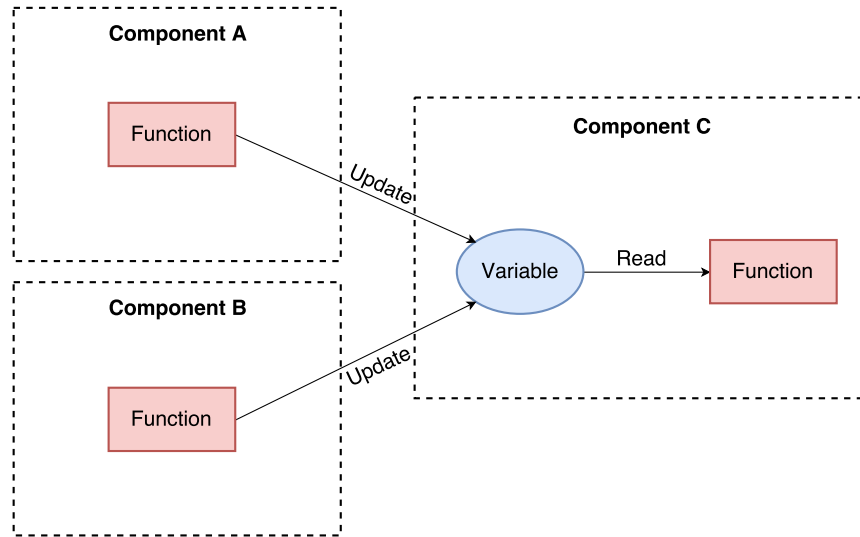 Component A
Function
Update
Component B
Function
Update
Component C
Variable
Read
Function